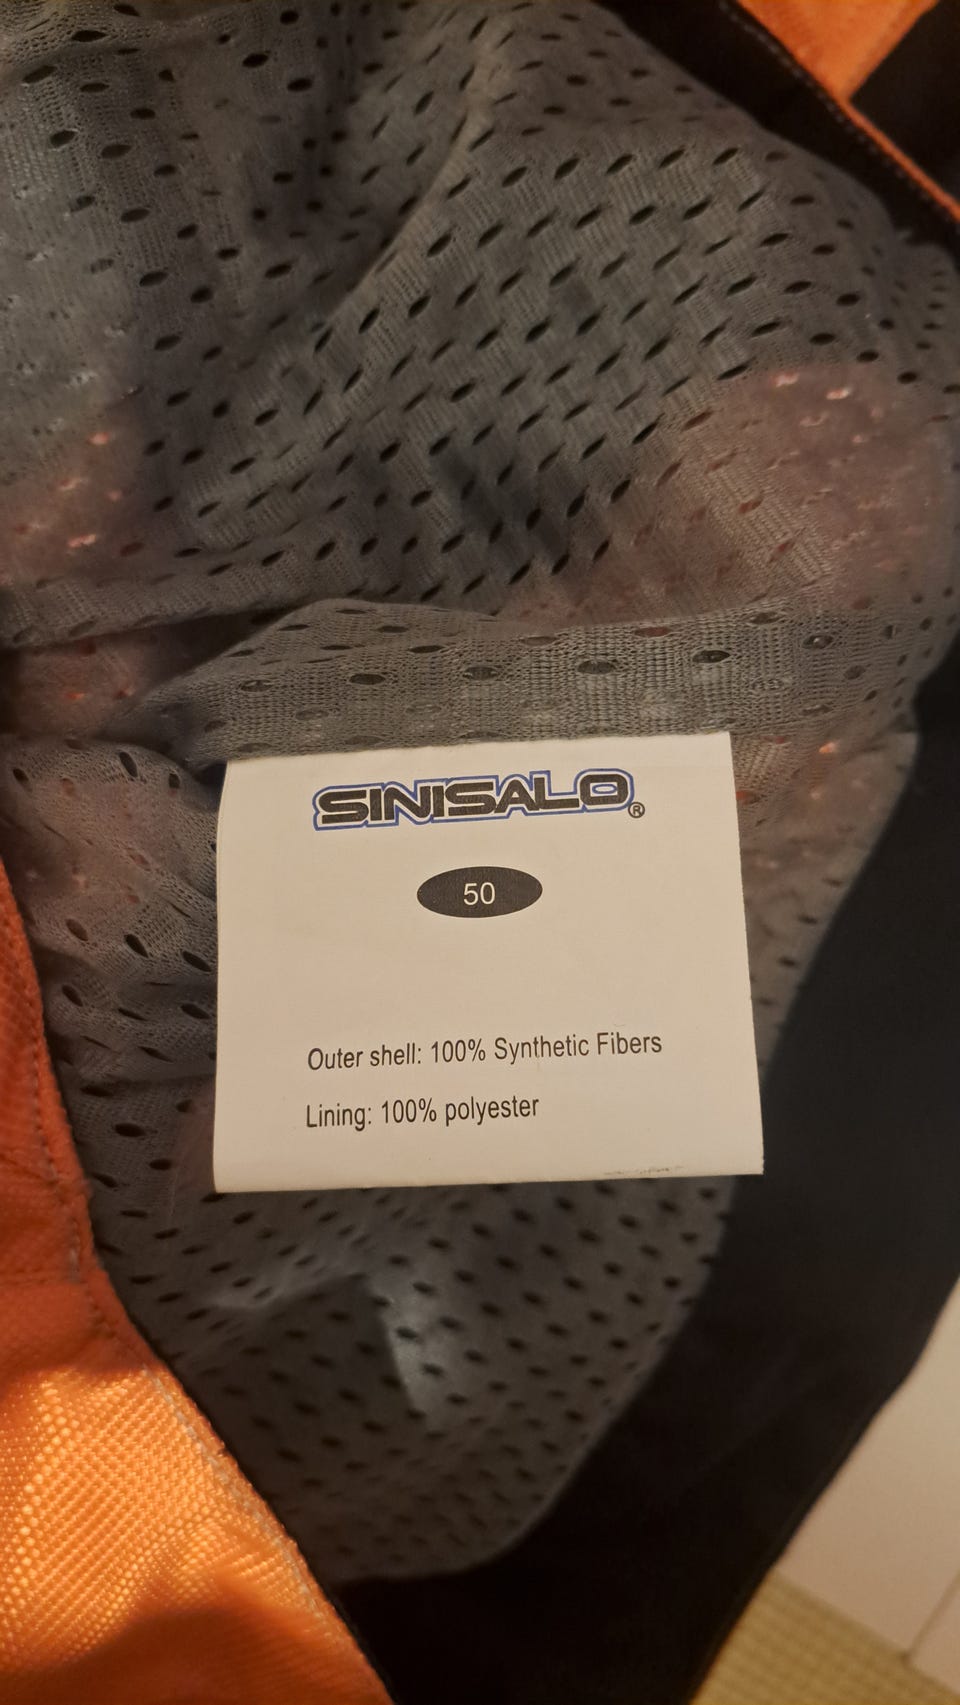 SINISALO®
50
Outer shell: 100% Synthetic Fibers
Lining: 100% polyester